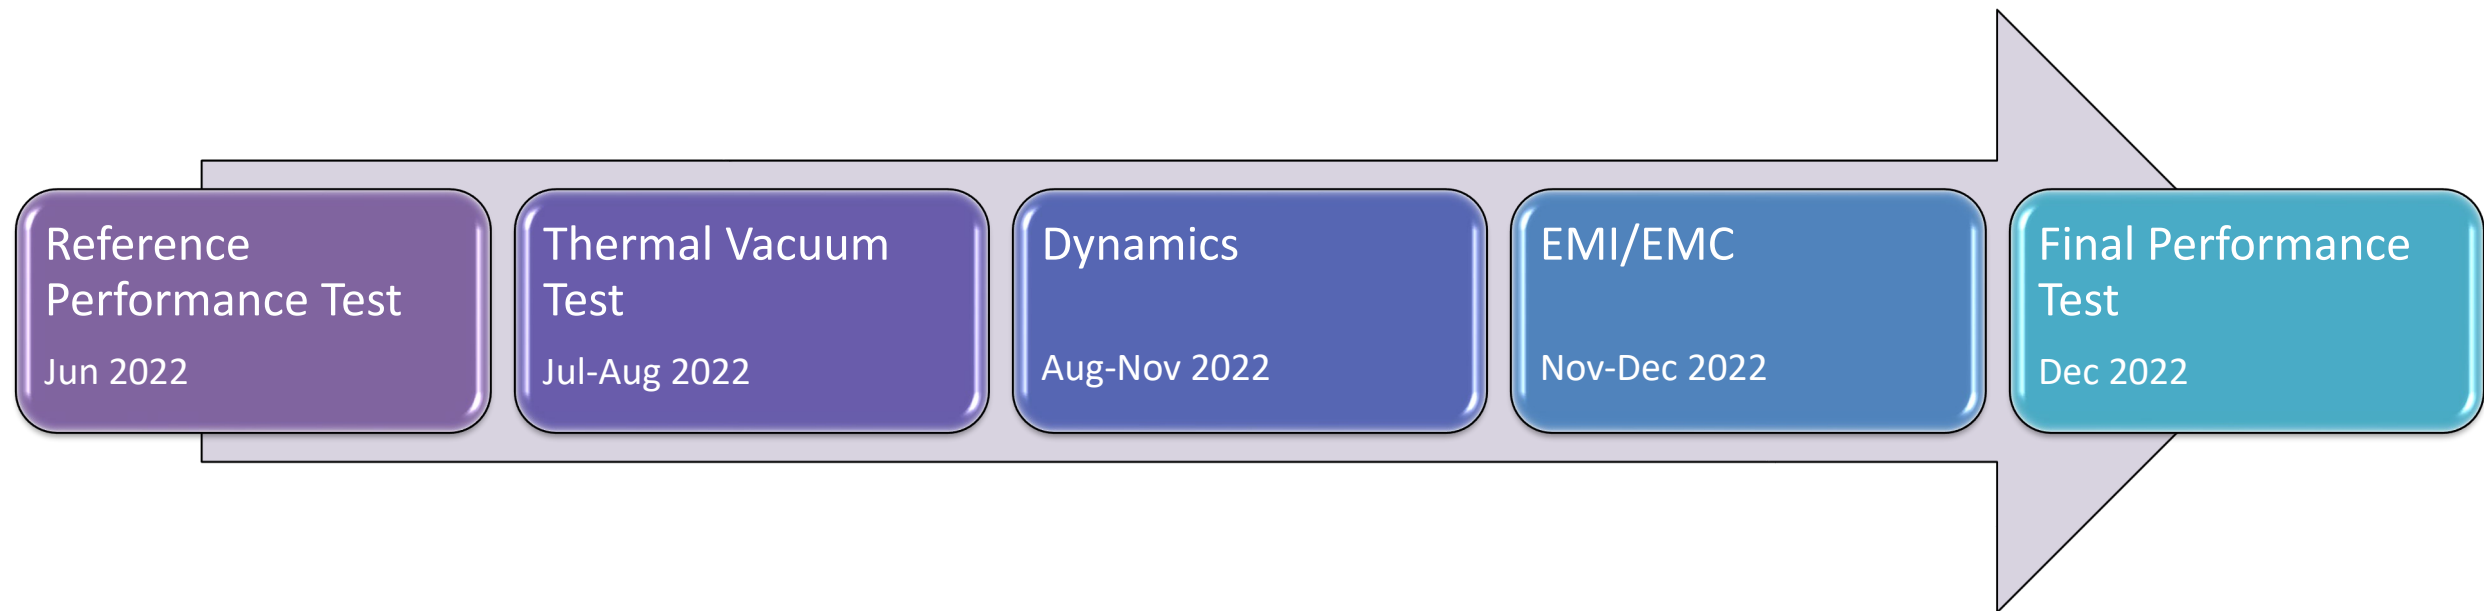 Reference
Performance Test
Jun 2022
Thermal Vacuum
Test
Jul-Aug 2022
Dynamics
Aug-Nov 2022
EMI/EMC
Nov-Dec 2022
Final Performance
Test
Dec 2022